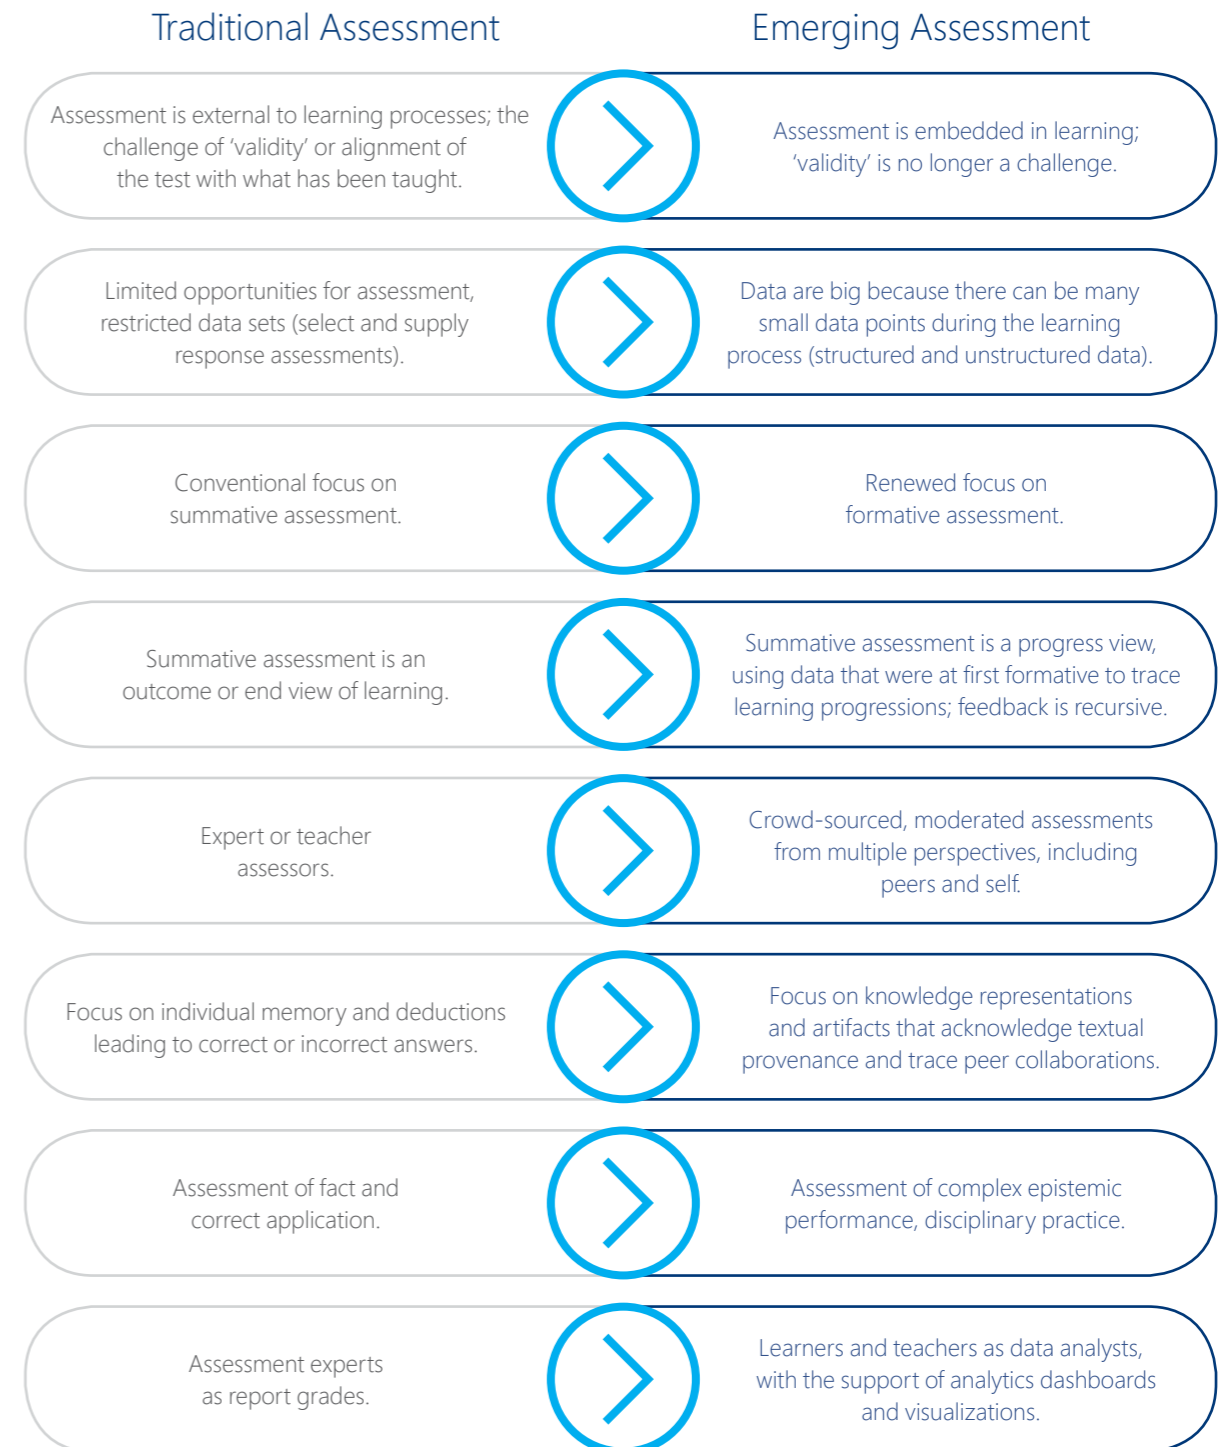 Traditional Assessment
Emerging Assessment
Assessment is external to learning processes; the
challenge of ‘validity’ or alignment of
the test with what has been taught.
Assessment is embedded in learning;
‘validity’ is no longer a challenge.
Limited opportunities for assessment,
restricted data sets (select and supply
response assessments).
Data are big because there can be many
small data points during the learning
process (structured and unstructured data).
Conventional focus on
summative assessment.
Renewed focus on
formative assessment.
Summative assessment is an
outcome or end view of learning.
Summative assessment is a progress view,
using data that were at first formative to trace
learning progressions; feedback is recursive.
Expert or teacher
assessors.
Crowd-sourced, moderated assessments
from multiple perspectives, including
peers and self.
Focus on individual memory and deductions
leading to correct or incorrect answers.
Focus on knowledge representations
and artifacts that acknowledge textual
provenance and trace peer collaborations.
Assessment of fact and
correct application.
Assessment of complex epistemic
performance, disciplinary practice.
Assessment experts
as report grades.
Learners and teachers as data analysts,
with the support of analytics dashboards
and visualizations.